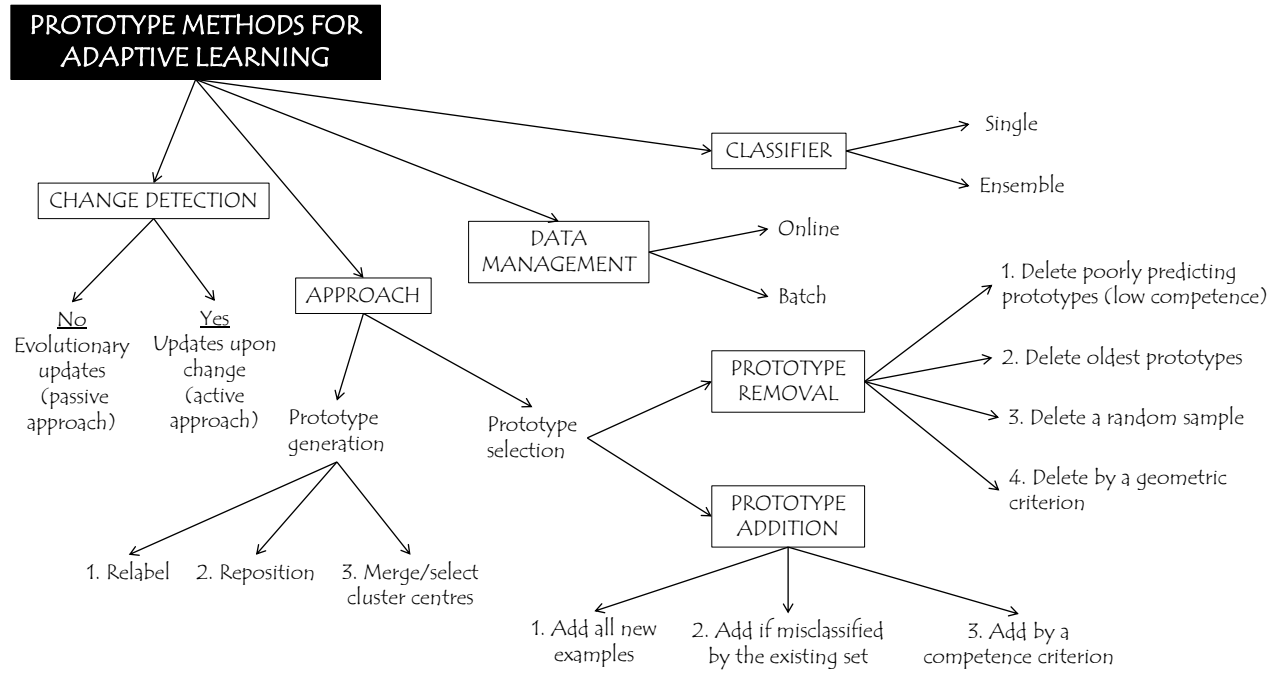 PROTOTYPE METHODS FOR
ADAPTIVE LEARNING
CLASSIFIER
Single
Ensemble
CHANGE DETECTION
No
Evolutionary
updates
(passive
approach)
Yes
Updates upon
change
(active
approach)
DATA
MANAGEMENT
Online
Batch
APPROACH
Prototype
generation
1. Relabel
2. Reposition
3. Merge/select
cluster centres
Prototype
selection
PROTOTYPE
REMOVAL
1. Delete poorly predicting
prototypes (low competence)
2. Delete oldest prototypes
3. Delete a random sample
4. Delete by a geometric
criterion
PROTOTYPE
ADDITION
1. Add all new
examples
2. Add if misclassified
by the existing set
3. Add by a
competence criterion